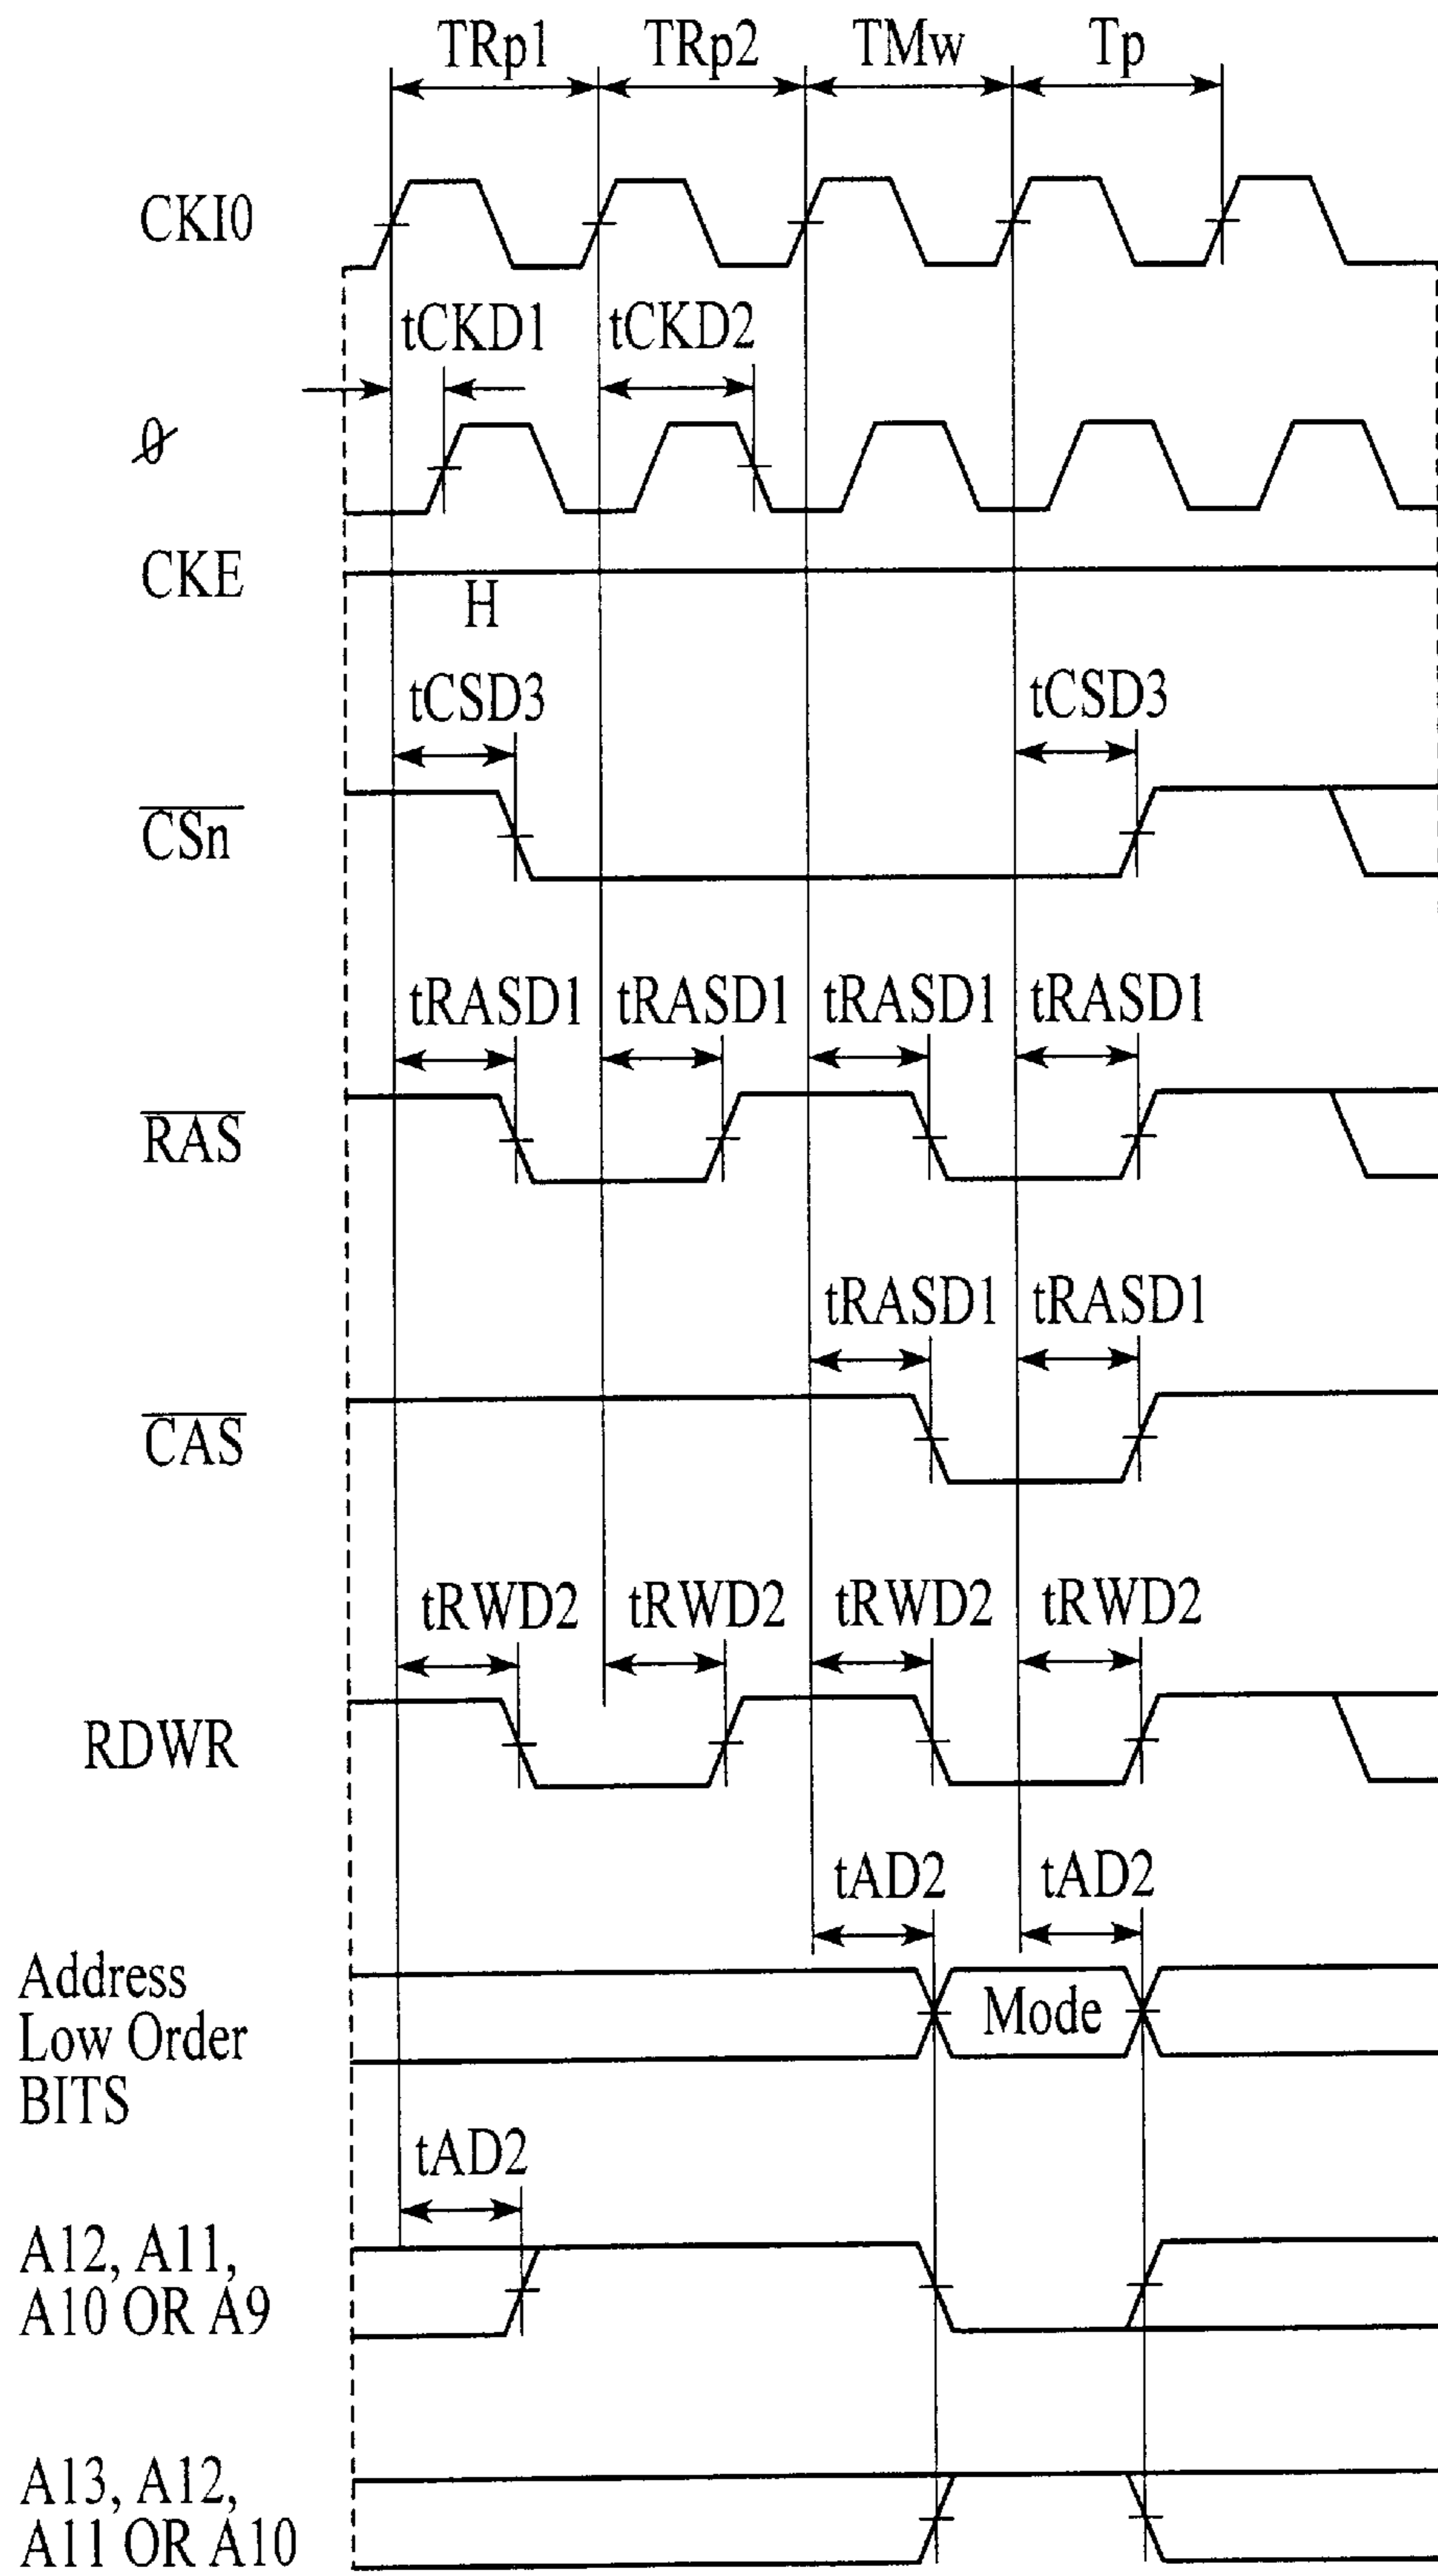 TRp1 TRp2 TMw Tp
CKI0
tCKD1 tCKD2
φ
CKE
H
tCSD3 tCSD3
CSn
tRASD1 tRASD1 tRASD1 tRASD1
RAS
tRASD1 tRASD1
CAS
tRWD2 tRWD2 tRWD2 tRWD2
RDWR
tAD2 tAD2
Address
Low Order
BITS
Mode
tAD2
A12, A11,
A10 OR A9
A13, A12,
A11 OR A10